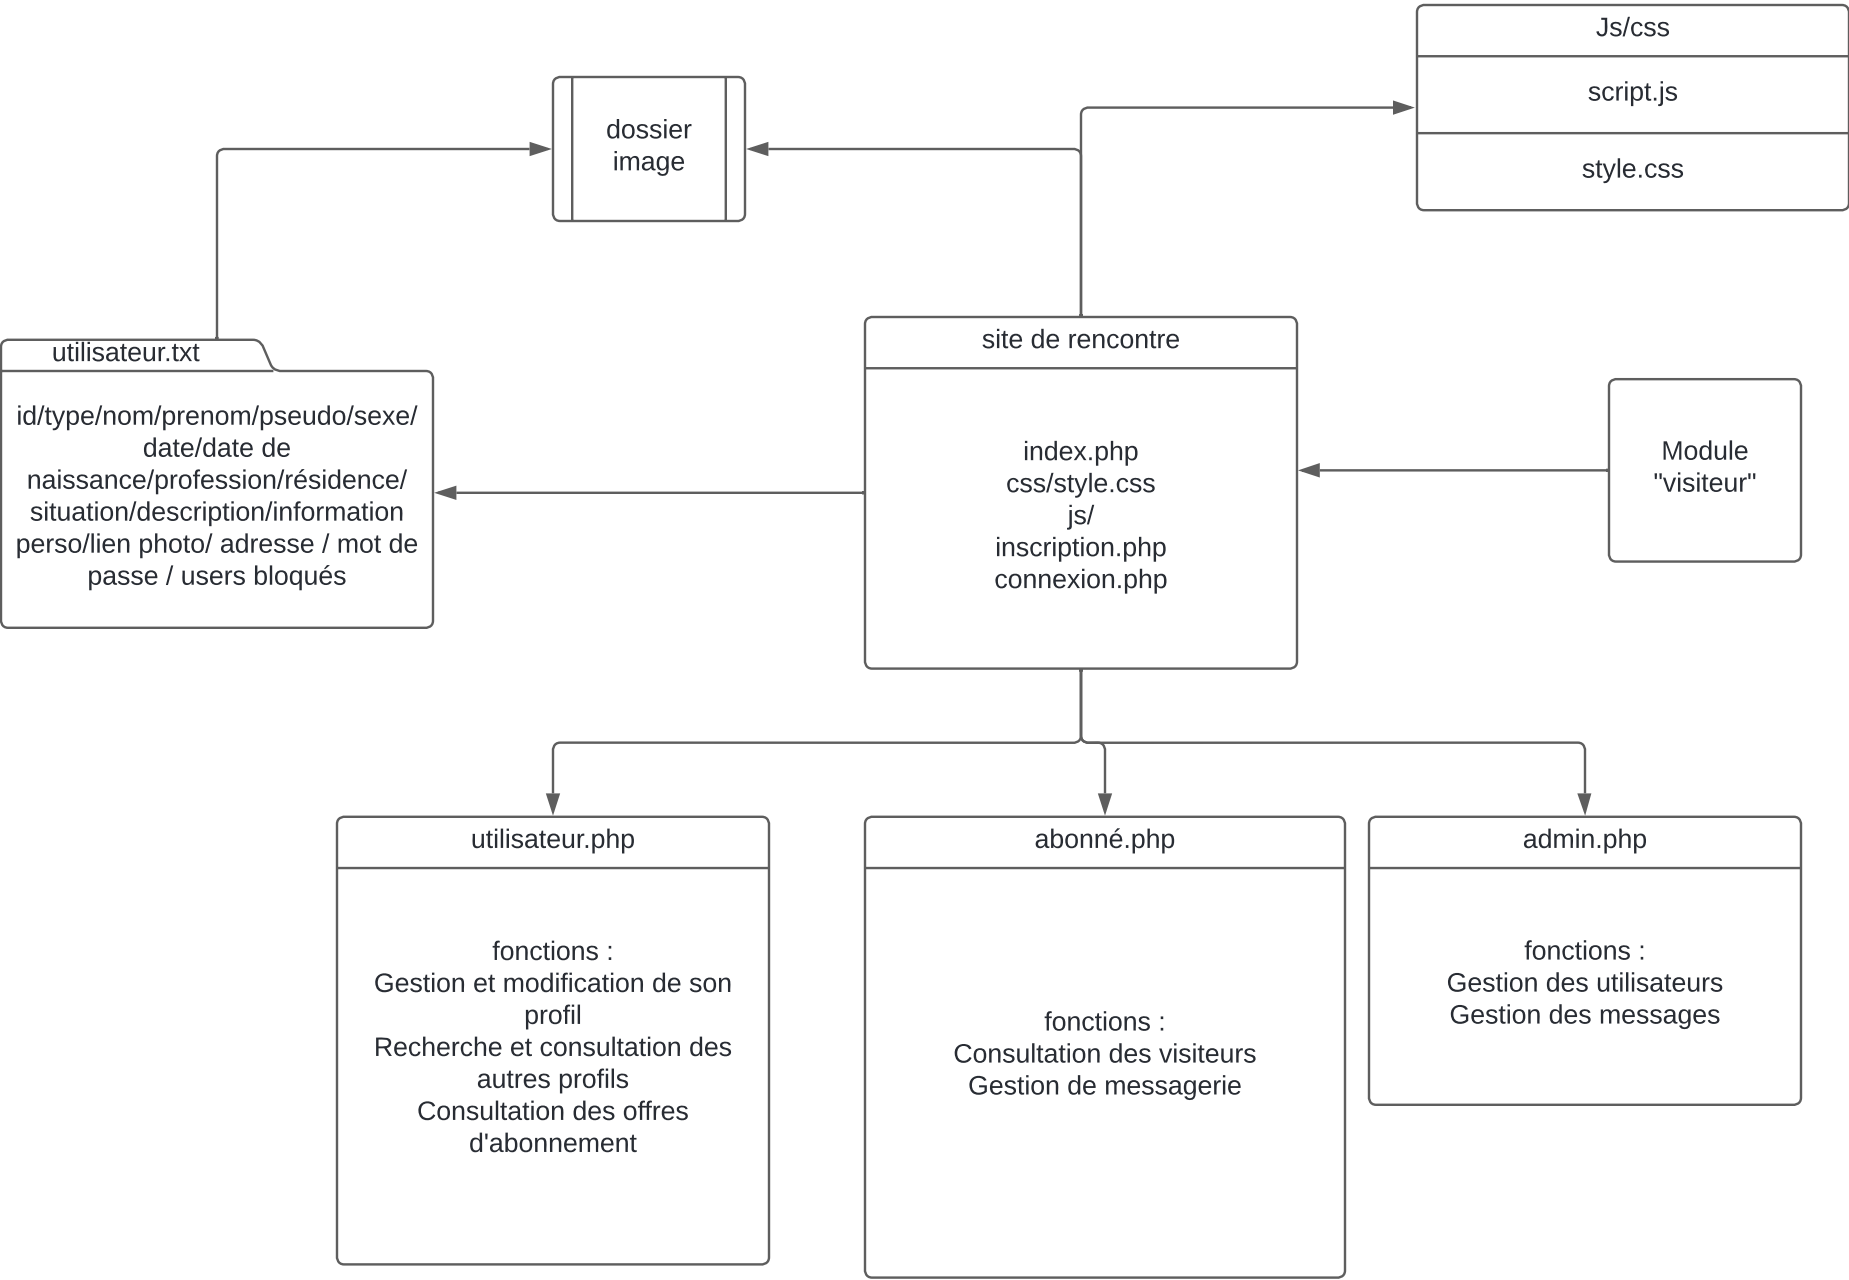 Js/css
script.js
style.css
dossier
image
utilisateur.txt
id/type/nom/prenom/pseudo/sexe/
date/date de
naissance/profession/résidence/
situation/description/information
perso/lien photo/ adresse / mot de
passe / users bloqués
site de rencontre
index.php
css/style.css
js/
inscription.php
connexion.php
Module
"visiteur"
utilisateur.php
fonctions :
Gestion et modification de son
profil
Recherche et consultation des
autres profils
Consultation des offres
d'abonnement
abonné.php
fonctions :
Consultation des visiteurs
Gestion de messagerie
admin.php
fonctions :
Gestion des utilisateurs
Gestion des messages